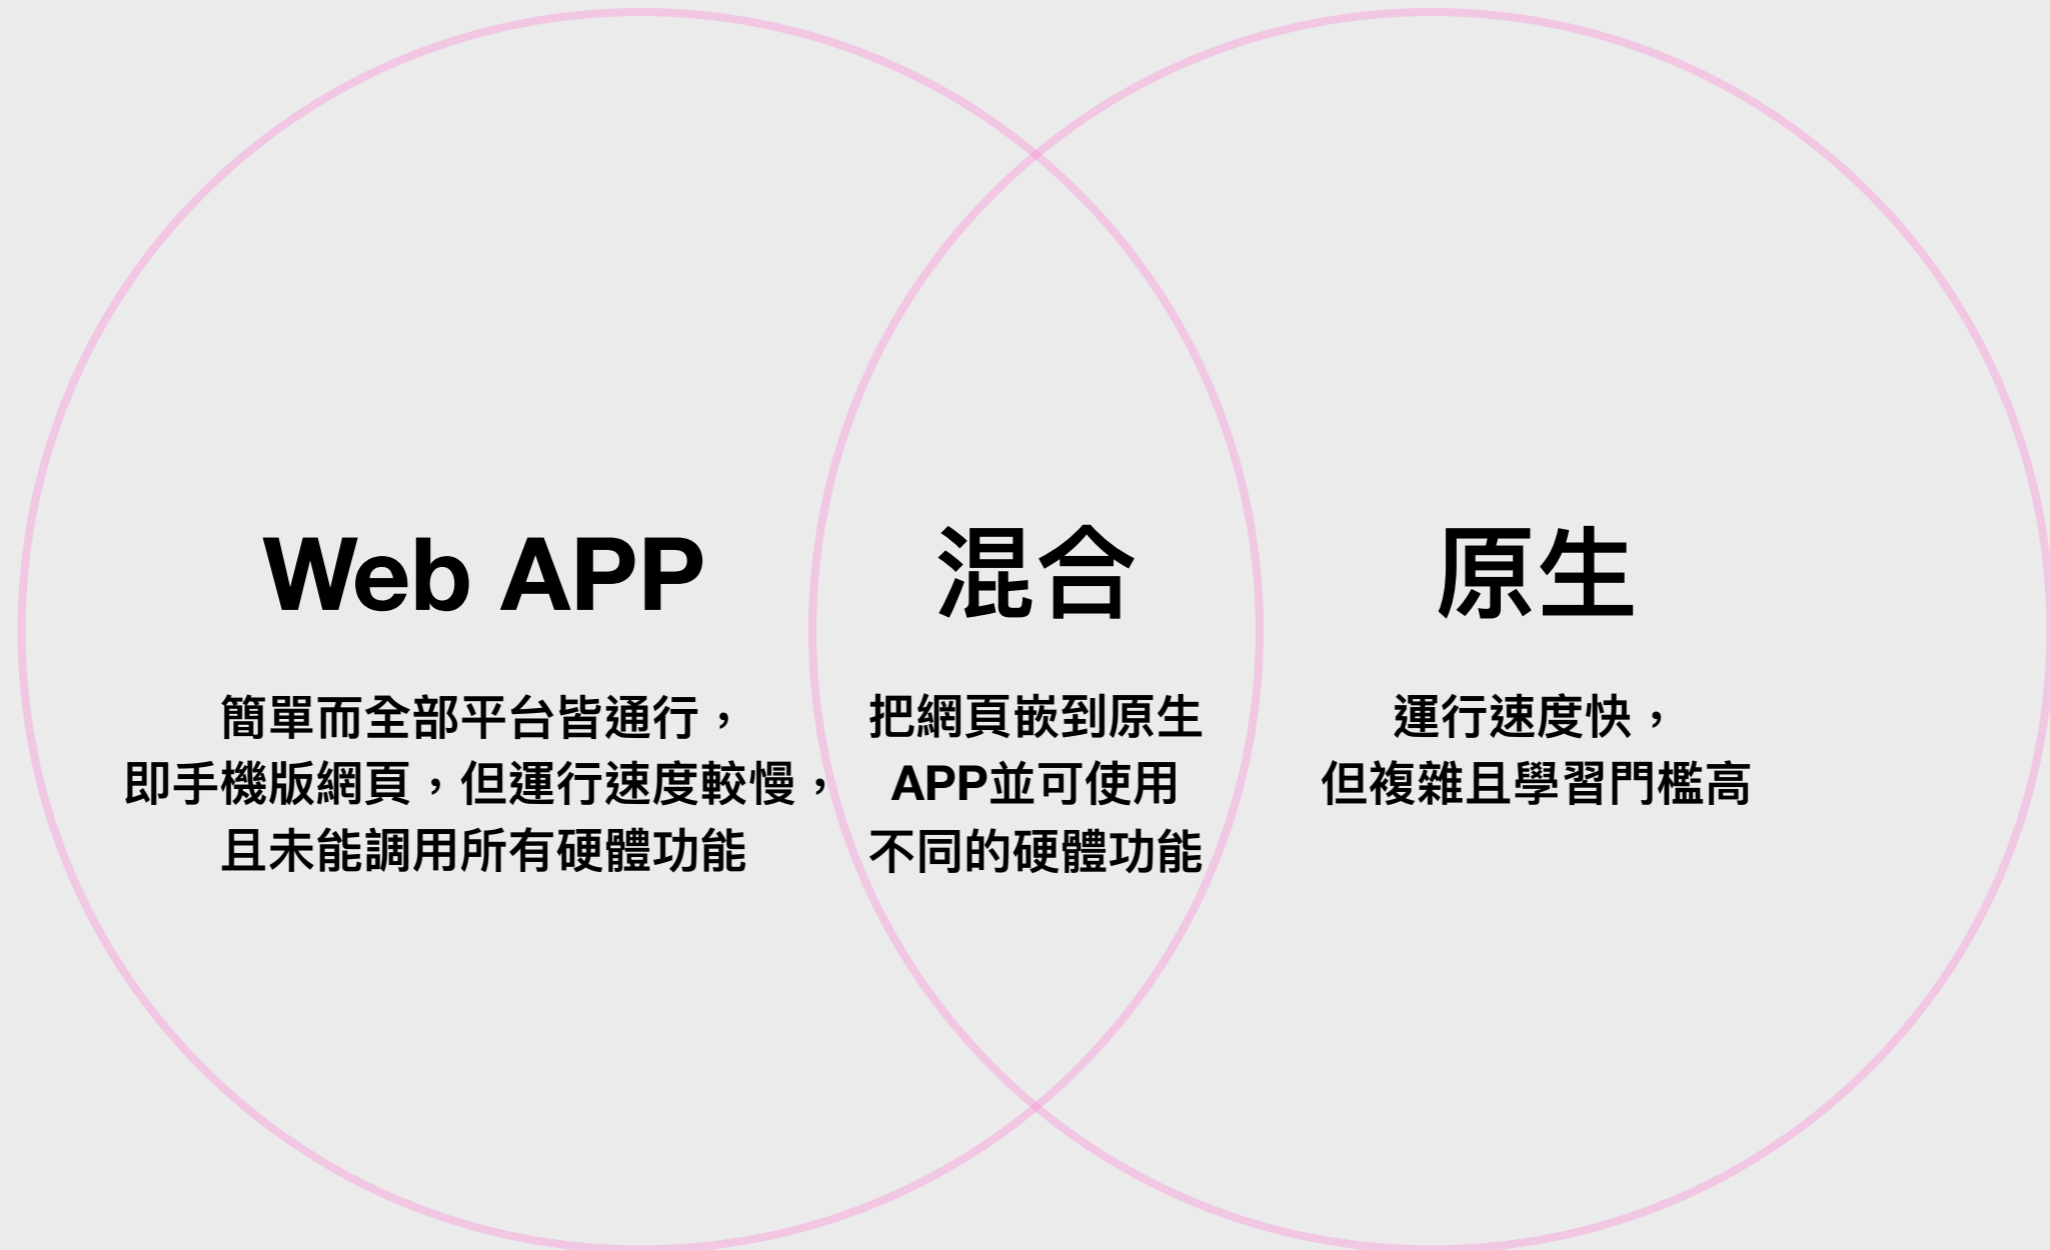 Web APP
簡單而全部平台皆通行，
即手機版網頁，但運行速度較慢，
且未能調用所有硬體功能
混合
把網頁嵌到原生
APP並可使用
不同的硬體功能
原生
運行速度快，
但複雜且學習門檻高